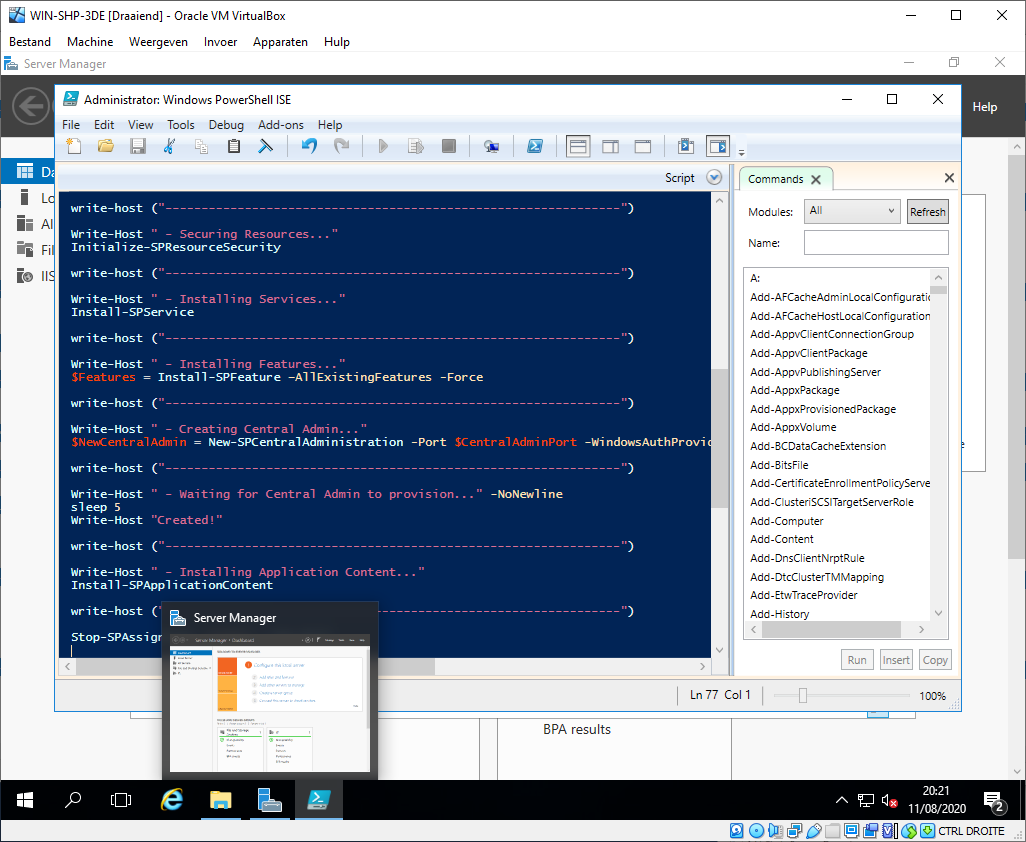 WIN-SHP-3DE [Draaiend] - Oracle VM VirtualBox
Bestand Machine Weergeven Invoer Apparaten Hulp
Server Manager
Help
Administrator: Windows PowerShell ISE
File Edit View Tools Debug Add-ons Help
Script
Da
Lo
Al
Fil
IIS
write-host ("-------------------------------------------------------------")
Write-Host " - Securing Resources..."
Initialize-SPResourceSecurity
write-host ("-------------------------------------------------------------")
Write-Host " - Installing Services..."
Install-SPService
write-host ("-------------------------------------------------------------")
Write-Host " - Installing Features..."
$Features = Install-SPFeature –AllExistingFeatures -Force
write-host ("-------------------------------------------------------------")
Write-Host " - Creating Central Admin..."
$NewCentralAdmin = New-SPCentralAdministration -Port $CentralAdminPort -WindowsAuthProvic
write-host ("-------------------------------------------------------------")
Write-Host " - Waiting for Central Admin to provision..." -NoNewline
sleep 5
Write-Host "Created!"
write-host ("-------------------------------------------------------------")
Write-Host " - Installing Application Content..."
Install-SPApplicationContent
write-host ("-------------------------------------------------------------")
Stop-SPAssign
Commands
Modules: All Refresh
Name:
A:
Add-AFCacheAdminLocalConfiguratio
Add-AFCacheHostLocalConfiguration
Add-AppvClientConnectionGroup
Add-AppvClientPackage
Add-AppvPublishingServer
Add-AppxPackage
Add-AppxProvisionedPackage
Add-AppxVolume
Add-BCDataCacheExtension
Add-BitsFile
Add-CertificateEnrollmentPolicyServe
Add-ClusteriSCSITargetServerRole
Add-Computer
Add-Content
Add-DnsClientNrptRule
Add-DtcClusterTMMapping
Add-EtwTraceProvider
Add-History
Run Insert Copy
Ln 77 Col 1
100%
Server Manager
Configure this local server
BPA results
20:21
11/08/2020
2
CTRL DROITE